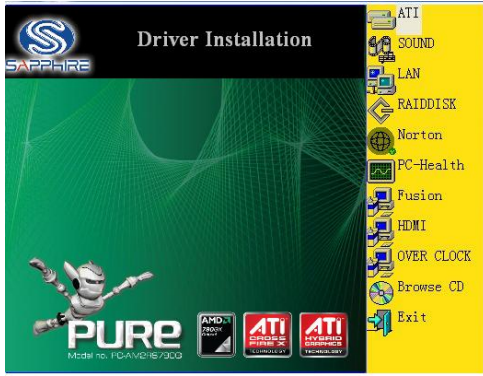 SAPPHIRE
Driver Installation
ATI
SOUND
LAN
RAIDDISK
Norton
PC-Health
Fusion
HDMI
OVER CLOCK
Browse CD
Exit
PURE
Model no. PC-AM2RS790G
AMD
790GX
ATI
CROSS
FIRE X
TECHNOLOGY
ATI
HYBRID
GRAPHICS
TECHNOLOGY